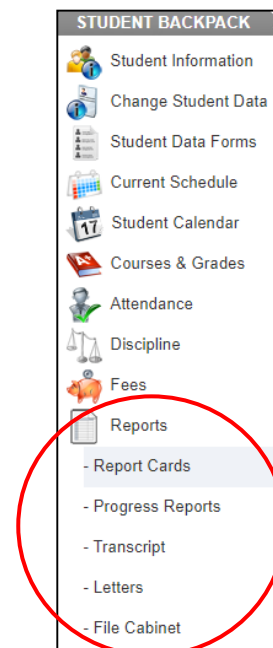 STUDENT BACKPACK
Student Information
Change Student Data
Student Data Forms
Current Schedule
17
Student Calendar
A+
Courses & Grades
Attendance
Discipline
Fees
Reports
- Report Cards
- Progress Reports
- Transcript
- Letters
- File Cabinet